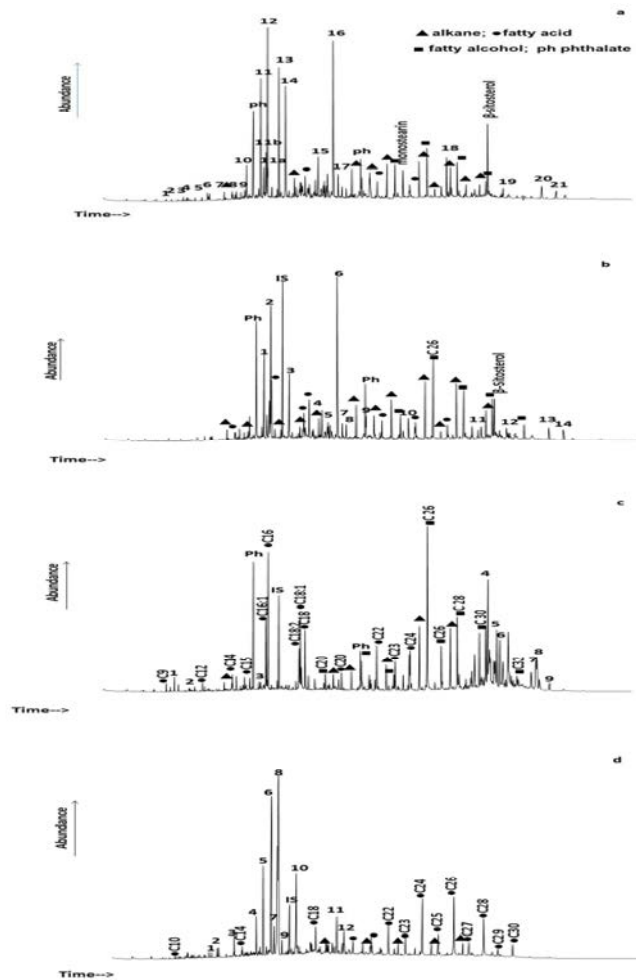 a
▲ alkane; ● fatty acid
■ fatty alcohol; ph phthalate
Abundance
ph
11
12
13
14
16
β-sitosterol
11b
10
11a
15
ph
monostearin
18
1 2 3 4 5 6 7 8 9
17
19
20
21
Time-->
b
Abundance
Ph
1
2
IS
3
6
4
5
7
8
Ph
9
10
C26
β-Sitosterol
11
12
13
14
Time-->
c
Abundance
C9
1
2
C12
C14
C15
Ph
3
C16:1
C16
IS
C18:2
C18:1
C18
C20
C20
Ph
C22
C23
C24
C26
C26
C28
C30
4
5
6
7
8
9
Time-->
d
Abundance
C10
1
2
3
C14
4
5
6
7
8
9
IS
10
C18
11
12
C22
C23
C24
C25
C26
C27
C28
C29
C30
Time-->